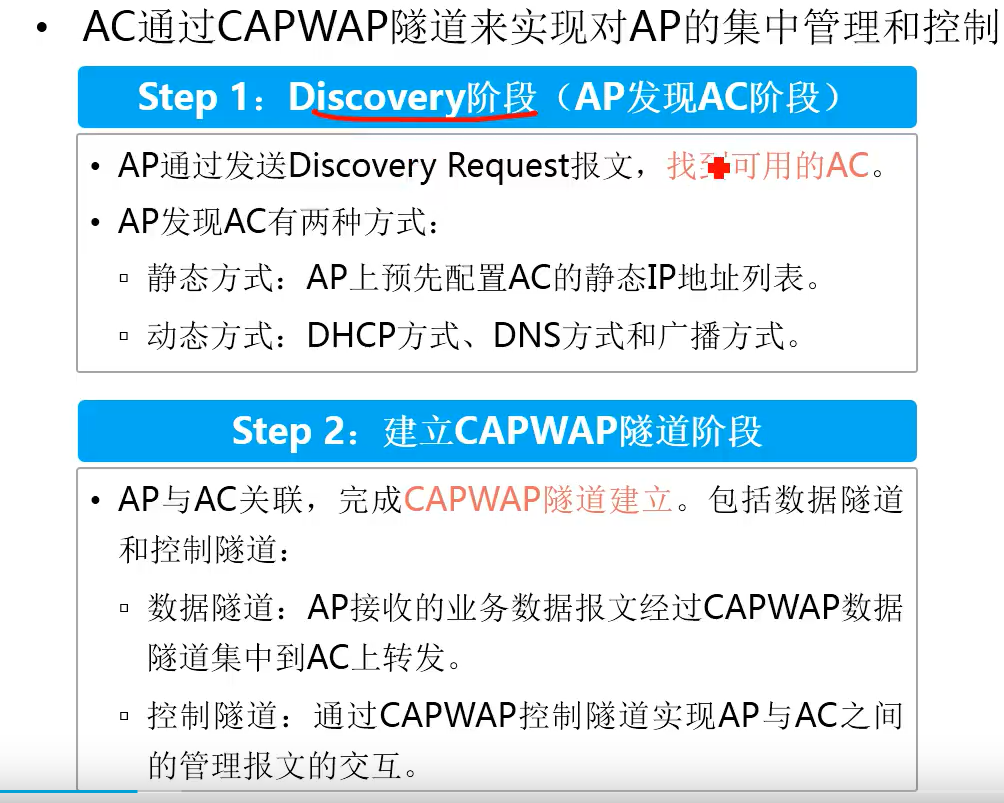 • AC通过CAPWAP隧道来实现对AP的集中管理和控制
Step 1：Discovery阶段（AP发现AC阶段）
• AP通过发送Discovery Request报文，找到可用的AC。
• AP发现AC有两种方式：
▫ 静态方式：AP上预先配置AC的静态IP地址列表。
▫ 动态方式：DHCP方式、DNS方式和广播方式。
Step 2：建立CAPWAP隧道阶段
• AP与AC关联，完成CAPWAP隧道建立。包括数据隧道
和控制隧道：
▫ 数据隧道：AP接收的业务数据报文经过CAPWAP数据
隧道集中到AC上转发。
▫ 控制隧道：通过CAPWAP控制隧道实现AP与AC之间
的管理报文的交互。